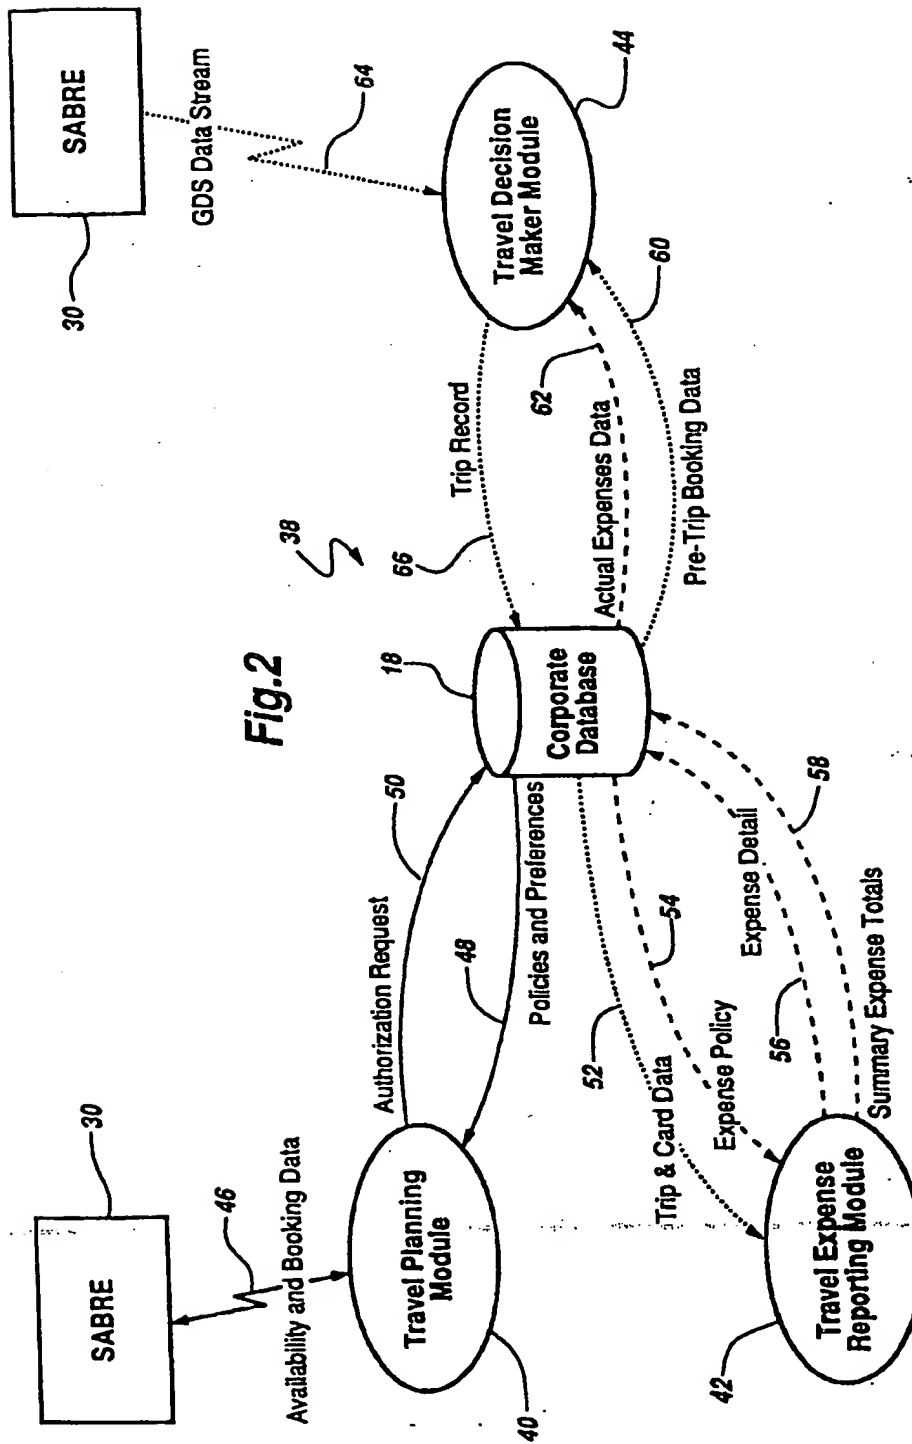 Fig.2
38
SABRE
30
46
Availability and Booking Data
Travel Planning
Module
40
Authorization Request
50
48
Policies and Preferences
18
Corporate
Database
52
Trip & Card Data
54
Expense Policy
Expense Detail
56
58
Summary Expense Totals
Travel Expense
Reporting Module
42
Trip Record
66
Actual Expenses Data
62
Pre-Trip Booking Data
60
Travel Decision
Maker Module
44
SABRE
30
GDS Data Stream
64